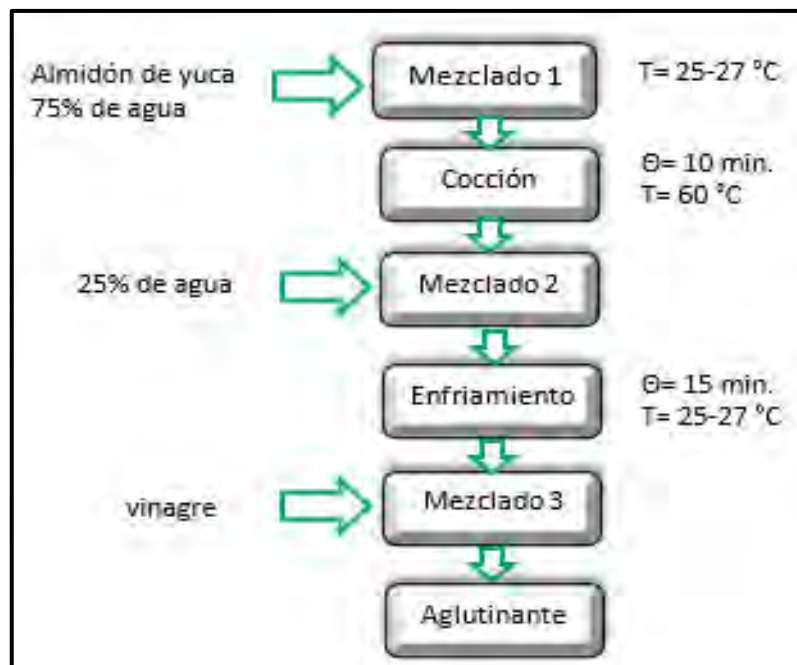 Almidón de yuca
75% de agua
Mezclado 1
T= 25-27 °C
Cocción
Θ= 10 min.
T= 60 °C
25% de agua
Mezclado 2
Enfriamiento
Θ= 15 min.
T= 25-27 °C
vinagre
Mezclado 3
Aglutinante